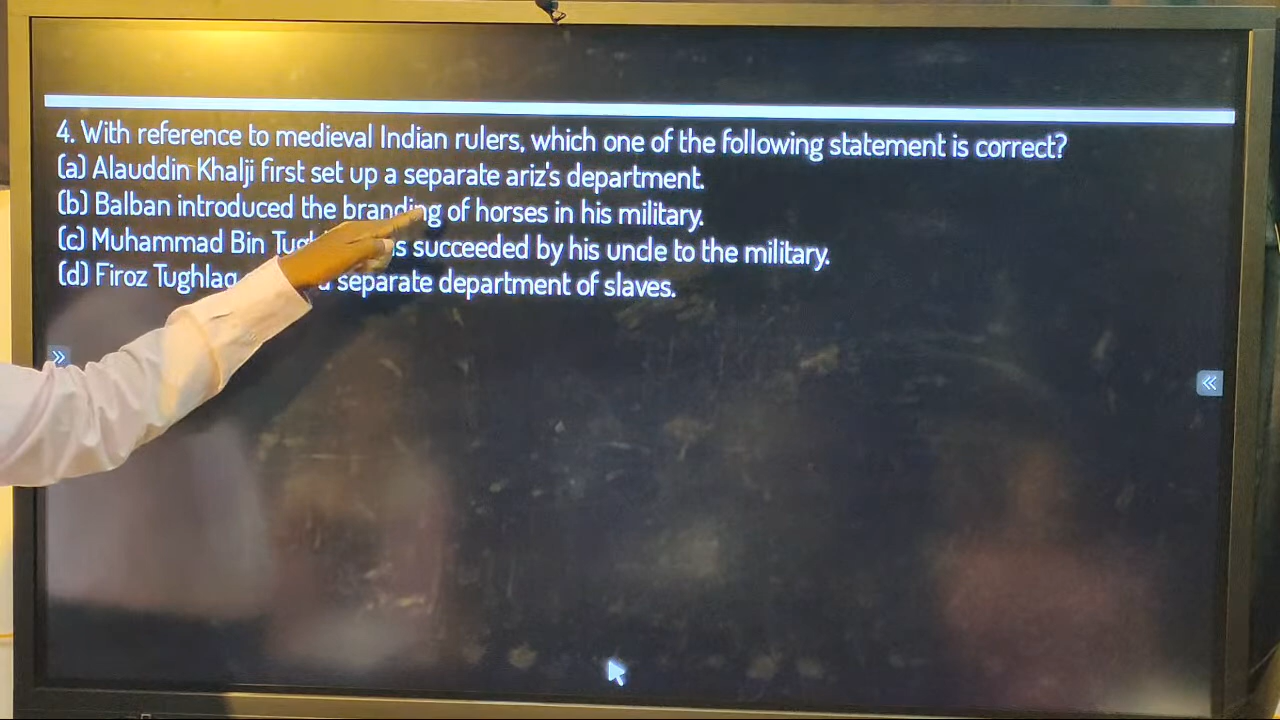 4. With reference to medieval Indian rulers, which one of the following statement is correct?
(a) Alauddin Khalji first set up a separate ariz's department.
(b) Balban introduced the branding of horses in his military.
(c) Muhammad Bin succeeded by his uncle to the military.
(d) Firoz Tughlaq separate department of slaves.